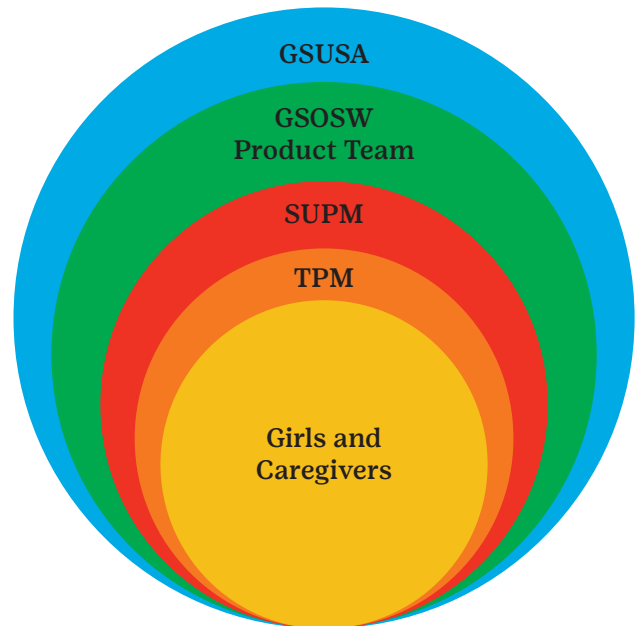 GSUSA
GSOSW
Product Team
SUPM
TPM
Girls and
Caregivers